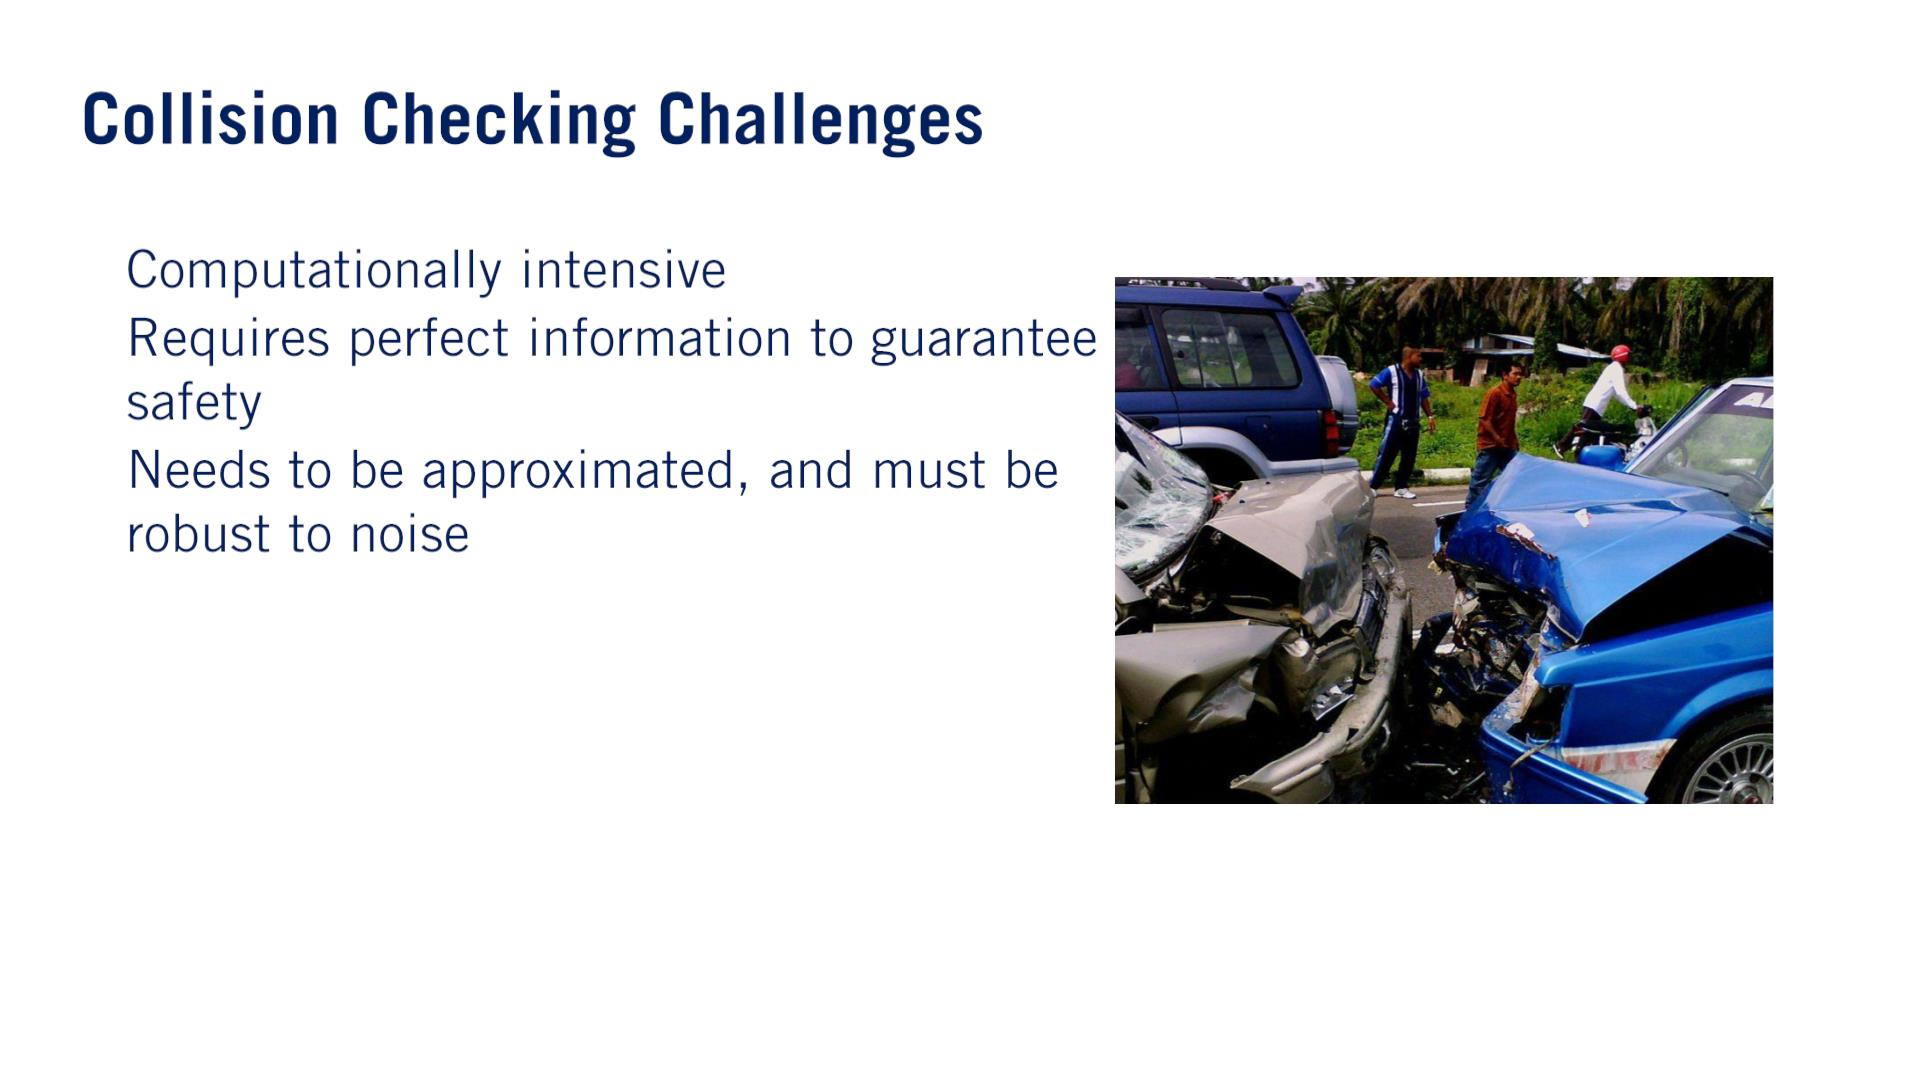 Collision Checking Challenges
Computationally intensive
Requires perfect information to guarantee
safety
Needs to be approximated, and must be
robust to noise